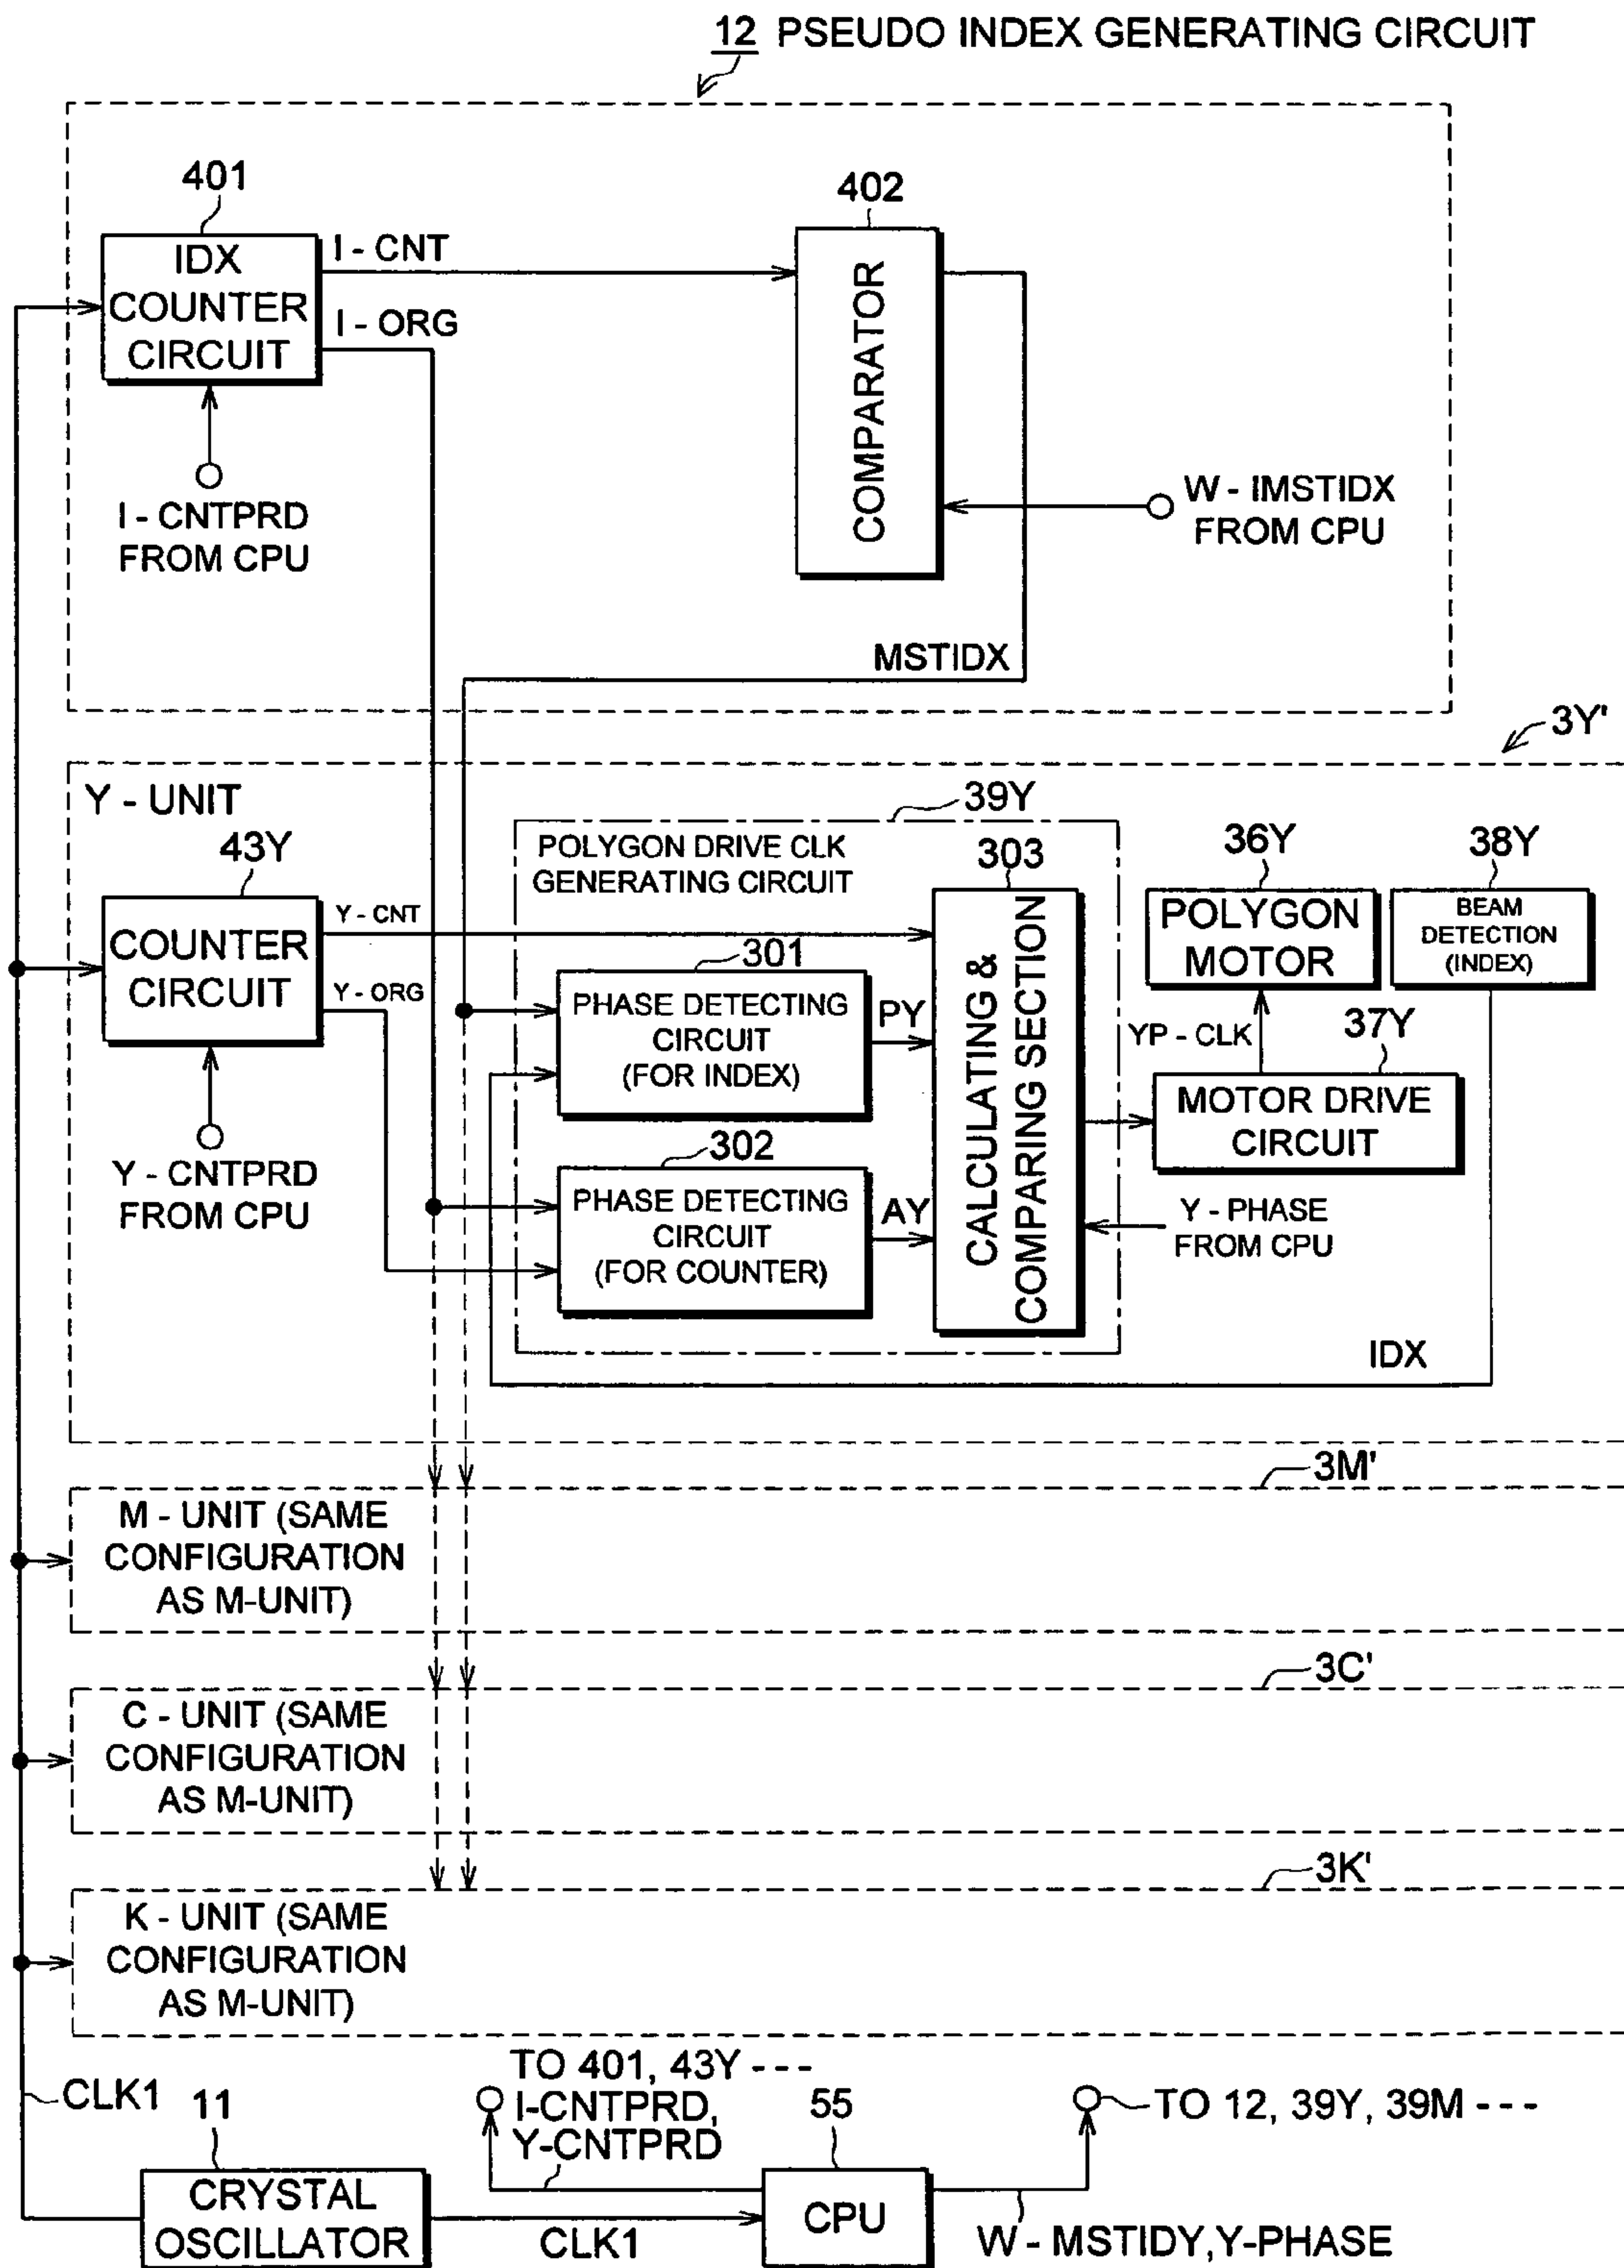 12 PSEUDO INDEX GENERATING CIRCUIT
401
IDX
COUNTER
CIRCUIT
I - CNT
I - ORG
I - CNTPRD
FROM CPU
402
COMPARATOR
W - IMSTIDX
FROM CPU
MSTIDX
3Y'
Y - UNIT
43Y
COUNTER
CIRCUIT
Y - CNT
Y - ORG
Y - CNTPRD
FROM CPU
39Y
POLYGON DRIVE CLK
GENERATING CIRCUIT
301
PHASE DETECTING
CIRCUIT
(FOR INDEX)
PY
302
PHASE DETECTING
CIRCUIT
(FOR COUNTER)
AY
303
CALCULATING &
COMPARING SECTION
36Y
POLYGON
MOTOR
38Y
BEAM
DETECTION
(INDEX)
YP - CLK
37Y
MOTOR DRIVE
CIRCUIT
Y - PHASE
FROM CPU
IDX
3M'
M - UNIT (SAME
CONFIGURATION
AS M-UNIT)
3C'
C - UNIT (SAME
CONFIGURATION
AS M-UNIT)
3K'
K - UNIT (SAME
CONFIGURATION
AS M-UNIT)
CLK1
11
CRYSTAL
OSCILLATOR
CLK1
TO 401, 43Y - - -
I-CNTPRD,
Y-CNTPRD
55
CPU
TO 12, 39Y, 39M - - -
W - MSTIDY,Y-PHASE